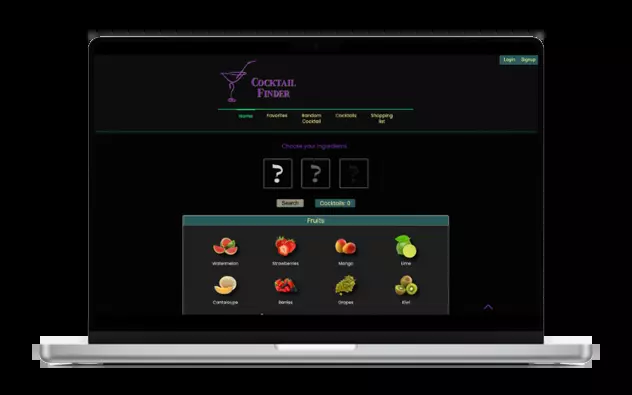 Login Signup
COCKTAIL
FINDER
Home Favorites Random Cocktails Shopping
Cocktail list
Choose your ingredients
? ? ?
Search Cocktails: 0
Fruits
Watermelon Strawberries Mango Lime
Cantaloupe Berries Grapes Kiwi